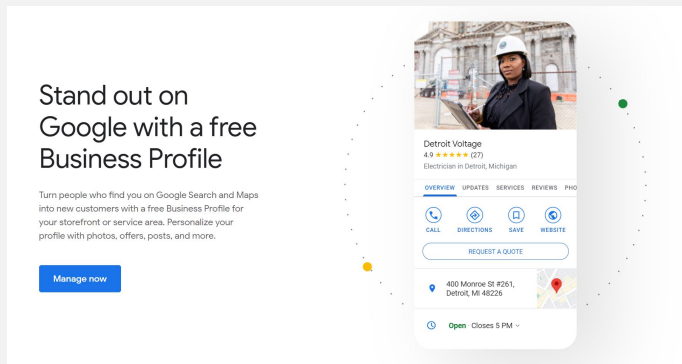 Stand out on
Google with a free
Business Profile
Turn people who find you on Google Search and Maps
into new customers with a free Business Profile for
your storefront or service area. Personalize your
profile with photos, offers, posts, and more.
Manage now
Detroit Voltage
4.9 ★★★★★ (27)
Electrician in Detroit, Michigan
OVERVIEW UPDATES SERVICES REVIEWS PHO
CALL DIRECTIONS SAVE WEBSITE
REQUEST A QUOTE
400 Monroe St #261,
Detroit, MI 48226
Open · Closes 5 PM